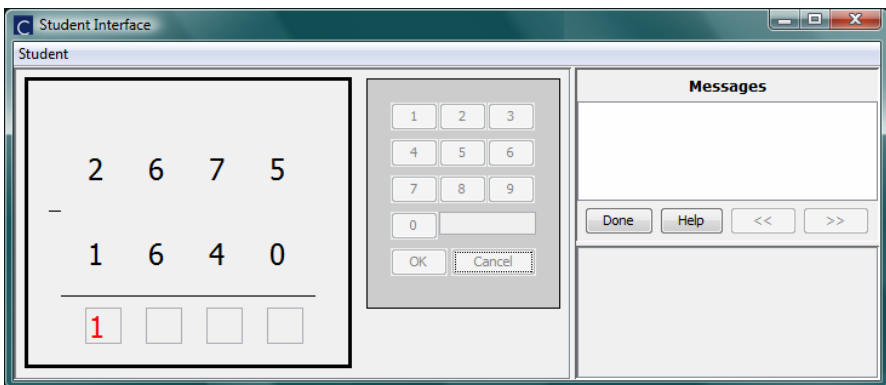 Student Interface
Student
2 6 7 5
−
1 6 4 0
1
1 2 3
4 5 6
7 8 9
0
OK Cancel
Messages
Done Help << >>